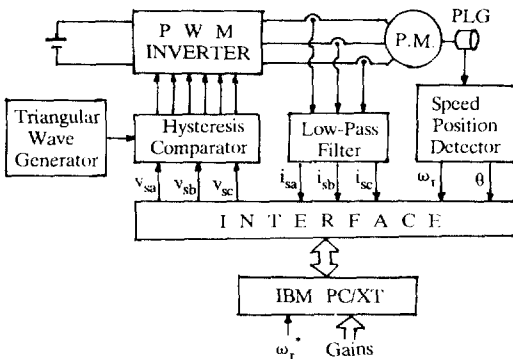 P W M
INVERTER
P.M.
PLG
Triangular
Wave
Generator
Hysteresis
Comparator
Low-Pass
Filter
Speed
Position
Detector
v_sa
v_sb
v_sc
i_sa
i_sb
i_sc
ω_r
θ
I N T E R F A C E
IBM PC/XT
ω_r*
Gains